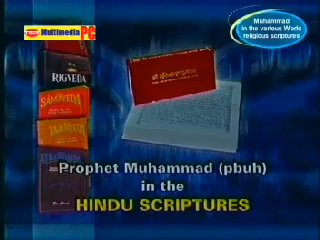 Multimedia PC
Muhammad
in the various World
religious scriptures
RIGVEDA
SAMAVEDA
Prophet Muhammad (pbuh)
in the
HINDU SCRIPTURES